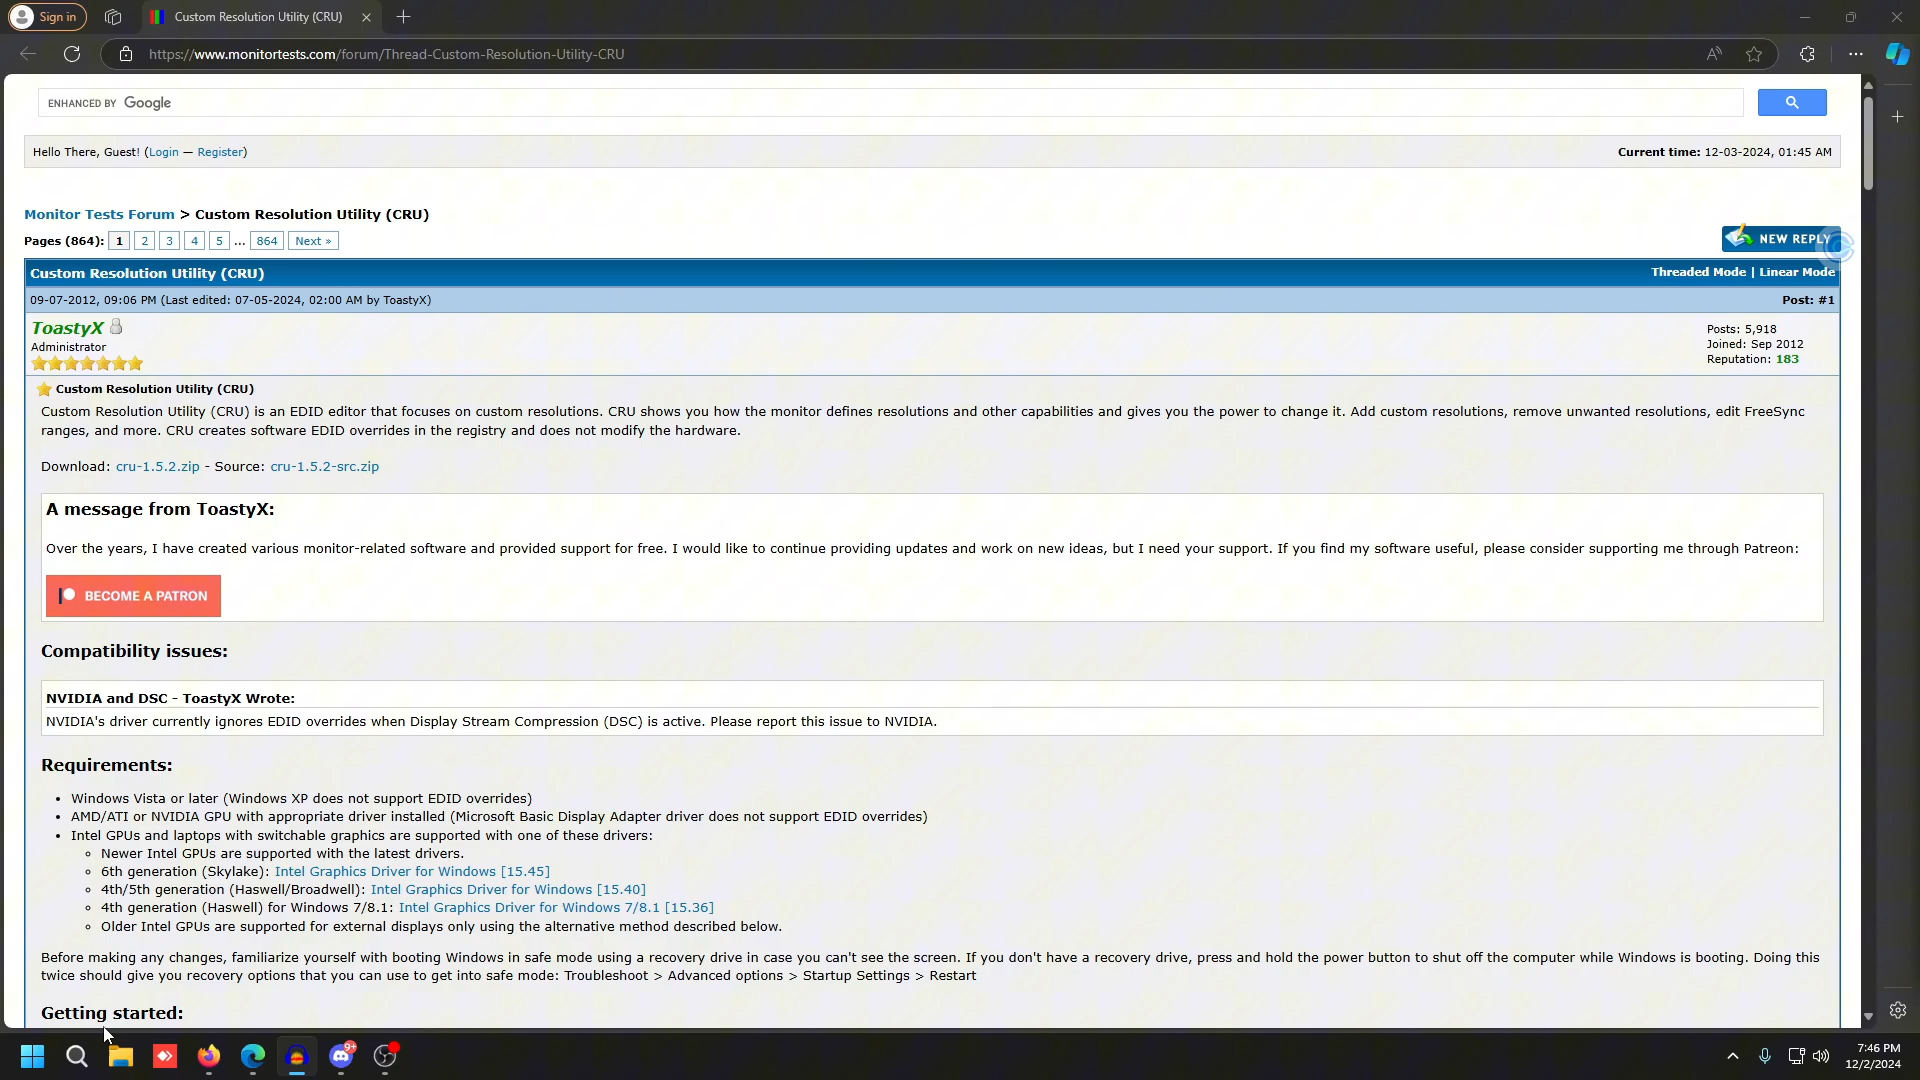 Sign in
Custom Resolution Utility (CRU)
https://www.monitortests.com/forum/Thread-Custom-Resolution-Utility-CRU
ENHANCED BY Google
Hello There, Guest! (Login — Register)
Current time: 12-03-2024, 01:45 AM
Monitor Tests Forum > Custom Resolution Utility (CRU)
Pages (864): 1 2 3 4 5 ... 864 Next »
NEW REPLY
Custom Resolution Utility (CRU)
Threaded Mode | Linear Mode
09-07-2012, 09:06 PM (Last edited: 07-05-2024, 02:00 AM by ToastyX)
Post: #1
ToastyX
Administrator
Posts: 5,918
Joined: Sep 2012
Reputation: 183
Custom Resolution Utility (CRU)
Custom Resolution Utility (CRU) is an EDID editor that focuses on custom resolutions. CRU shows you how the monitor defines resolutions and other capabilities and gives you the power to change it. Add custom resolutions, remove unwanted resolutions, edit FreeSync
ranges, and more. CRU creates software EDID overrides in the registry and does not modify the hardware.
Download: cru-1.5.2.zip - Source: cru-1.5.2-src.zip
A message from ToastyX:
Over the years, I have created various monitor-related software and provided support for free. I would like to continue providing updates and work on new ideas, but I need your support. If you find my software useful, please consider supporting me through Patreon:
BECOME A PATRON
Compatibility issues:
NVIDIA and DSC - ToastyX Wrote:
NVIDIA's driver currently ignores EDID overrides when Display Stream Compression (DSC) is active. Please report this issue to NVIDIA.
Requirements:
• Windows Vista or later (Windows XP does not support EDID overrides)
• AMD/ATI or NVIDIA GPU with appropriate driver installed (Microsoft Basic Display Adapter driver does not support EDID overrides)
• Intel GPUs and laptops with switchable graphics are supported with one of these drivers:
Newer Intel GPUs are supported with the latest drivers.
6th generation (Skylake): Intel Graphics Driver for Windows [15.45]
4th/5th generation (Haswell/Broadwell): Intel Graphics Driver for Windows [15.40]
4th generation (Haswell) for Windows 7/8.1: Intel Graphics Driver for Windows 7/8.1 [15.36]
Older Intel GPUs are supported for external displays only using the alternative method described below.
Before making any changes, familiarize yourself with booting Windows in safe mode using a recovery drive in case you can't see the screen. If you don't have a recovery drive, press and hold the power button to shut off the computer while Windows is booting. Doing this
twice should give you recovery options that you can use to get into safe mode: Troubleshoot > Advanced options > Startup Settings > Restart
Getting started:
9+
7:46 PM
12/2/2024